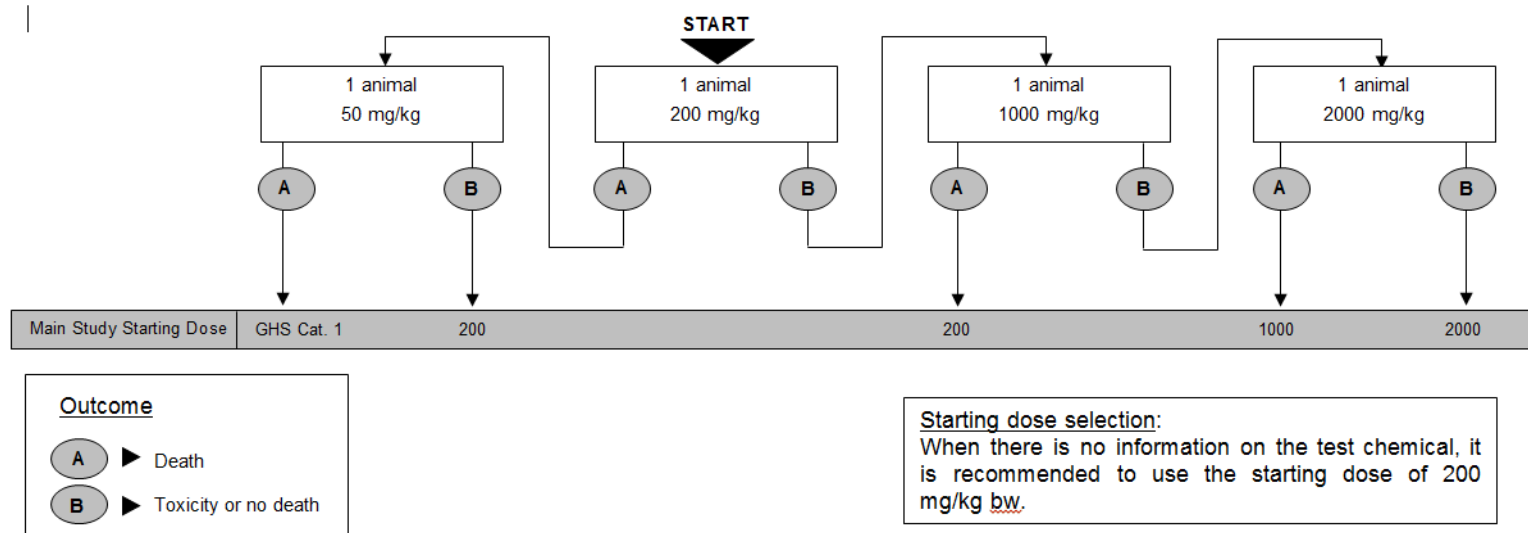 START
1 animal
50 mg/kg
1 animal
200 mg/kg
1 animal
1000 mg/kg
1 animal
2000 mg/kg
A
B
A
B
A
B
A
B
Main Study Starting Dose GHS Cat. 1 200 200 1000 2000
Outcome
A Death
B Toxicity or no death
Starting dose selection:
When there is no information on the test chemical, it
is recommended to use the starting dose of 200
mg/kg bw.